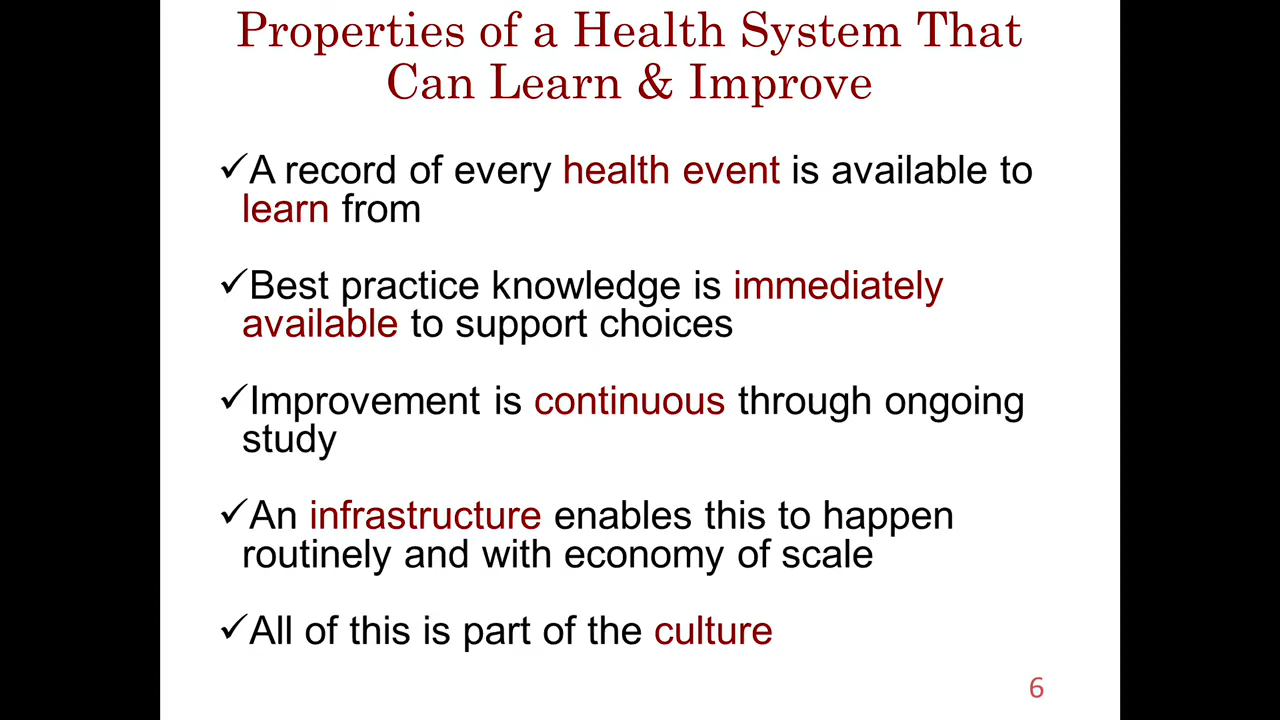 Properties of a Health System That
Can Learn & Improve
✓A record of every health event is available to
learn from
✓Best practice knowledge is immediately
available to support choices
✓Improvement is continuous through ongoing
study
✓An infrastructure enables this to happen
routinely and with economy of scale
✓All of this is part of the culture
6